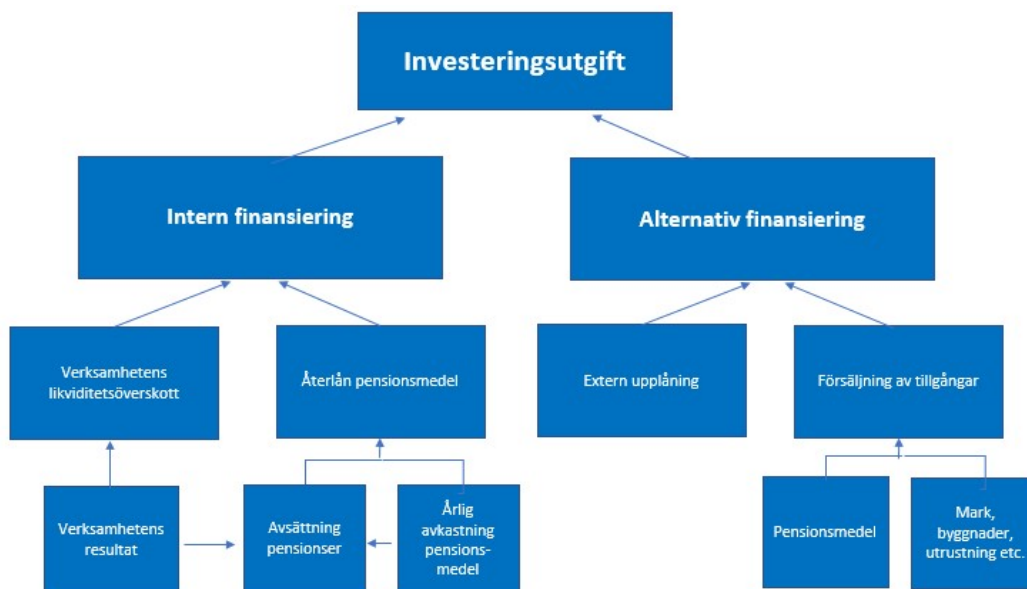 Investeringsutgift
Intern finansiering
Alternativ finansiering
Verksamhetens
likviditetsöverskott
Återlån pensionsmedel
Extern upplåning
Försäljning av tillgångar
Verksamhetens
resultat
Avsättning
pensionser
Årlig
avkastning
pensions-
medel
Pensionsmedel
Mark,
byggnader,
utrustning etc.